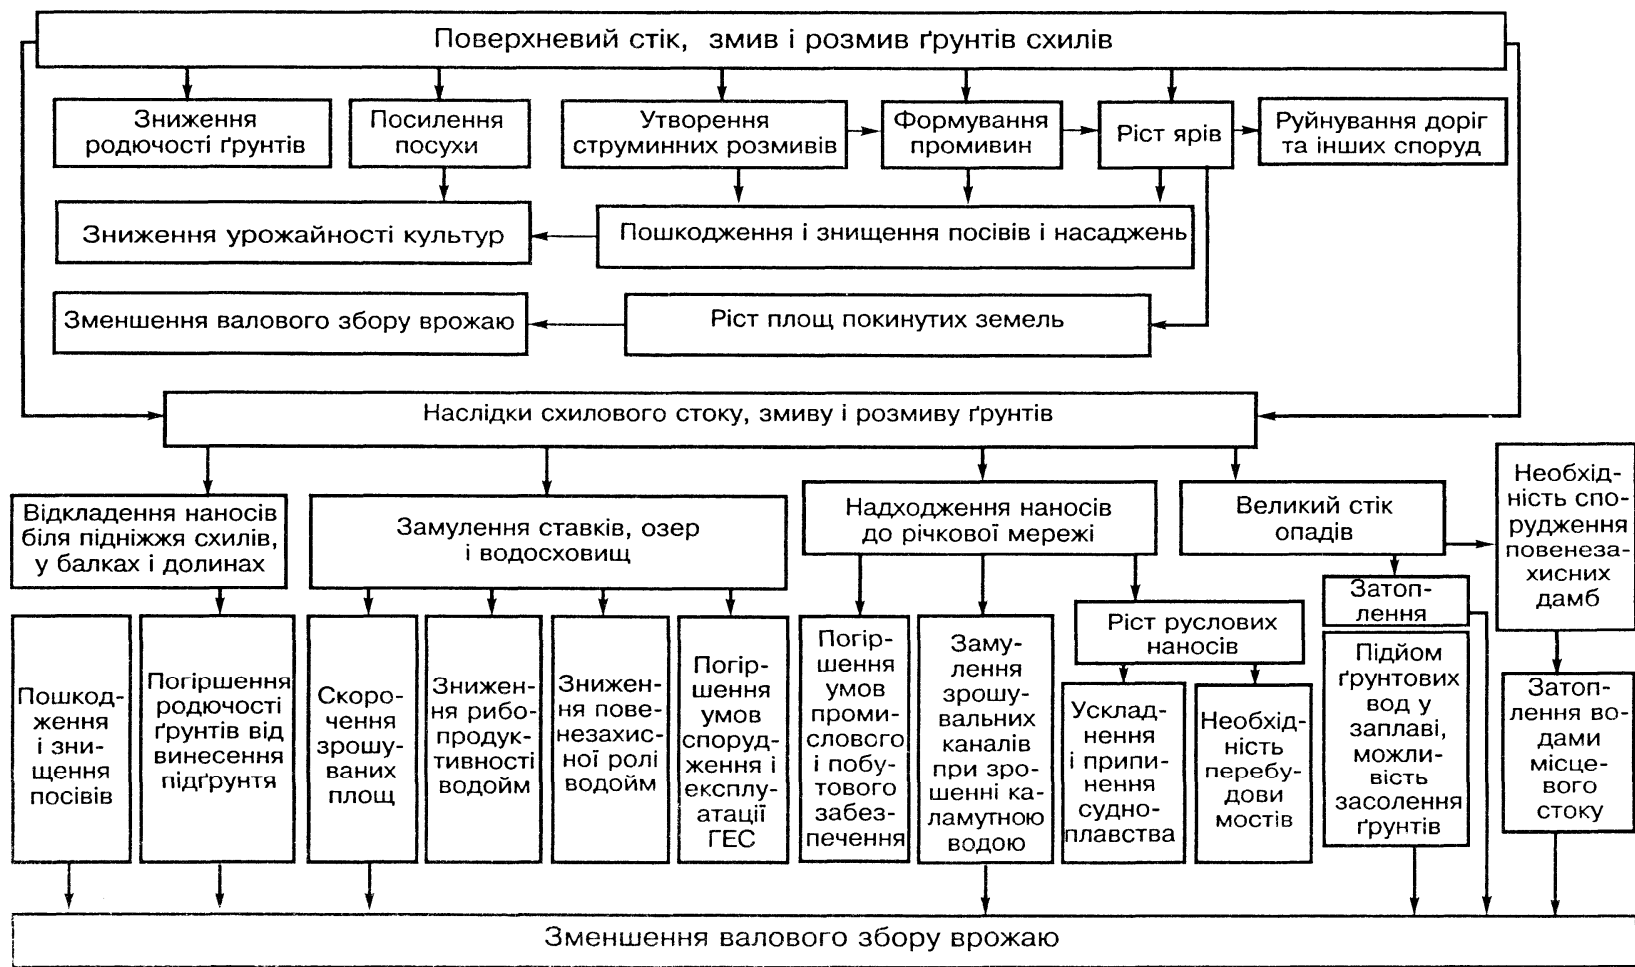 Поверхневий стік, змив і розмив ґрунтів схилів
Зниження
родючості ґрунтів
Посилення
посухи
Утворення
струминних розмивів
Формування
промивин
Ріст ярів
Руйнування доріг
та інших споруд
Зниження урожайності культур
Пошкодження і знищення посівів і насаджень
Зменшення валового збору врожаю
Ріст площ покинутих земель
Наслідки схилового стоку, змиву і розмиву ґрунтів
Відкладення наносів
біля підніжжя схилів,
у балках і долинах
Замулення ставків, озер
і водосховищ
Надходження наносів
до річкової мережі
Великий стік
опадів
Необхід-
ність спо-
рудження
повенеза-
хисних
дамб
Пошкод-
ження
і зни-
щення
посівів
Погіршення
родючості
ґрунтів від
винесення
підґрунтя
Скоро-
чення
зрошу-
ваних
площ
Знижен-
ня рибо-
продук-
тивності
водойм
Знижен-
ня пове-
незахис-
ної ролі
водойм
Погір-
шення
умов
споруд-
ження і
експлу-
атації
ГЕС
Погір-
шення
умов
проми-
слового
і побу-
тового
забез-
печення
Заму-
лення
зрошу-
вальних
каналів
при зро-
шенні ка-
ламутною
водою
Ріст руслових
наносів
Усклад-
нення
і припи-
нення
судно-
плавства
Необхід-
ність
перебу-
дови
мостів
Затоп-
лення
Підйом
ґрунтових
вод у
заплаві,
можли-
вість
засолення
ґрунтів
Затоп-
лення во-
дами
місце-
вого
стоку
Зменшення валового збору врожаю